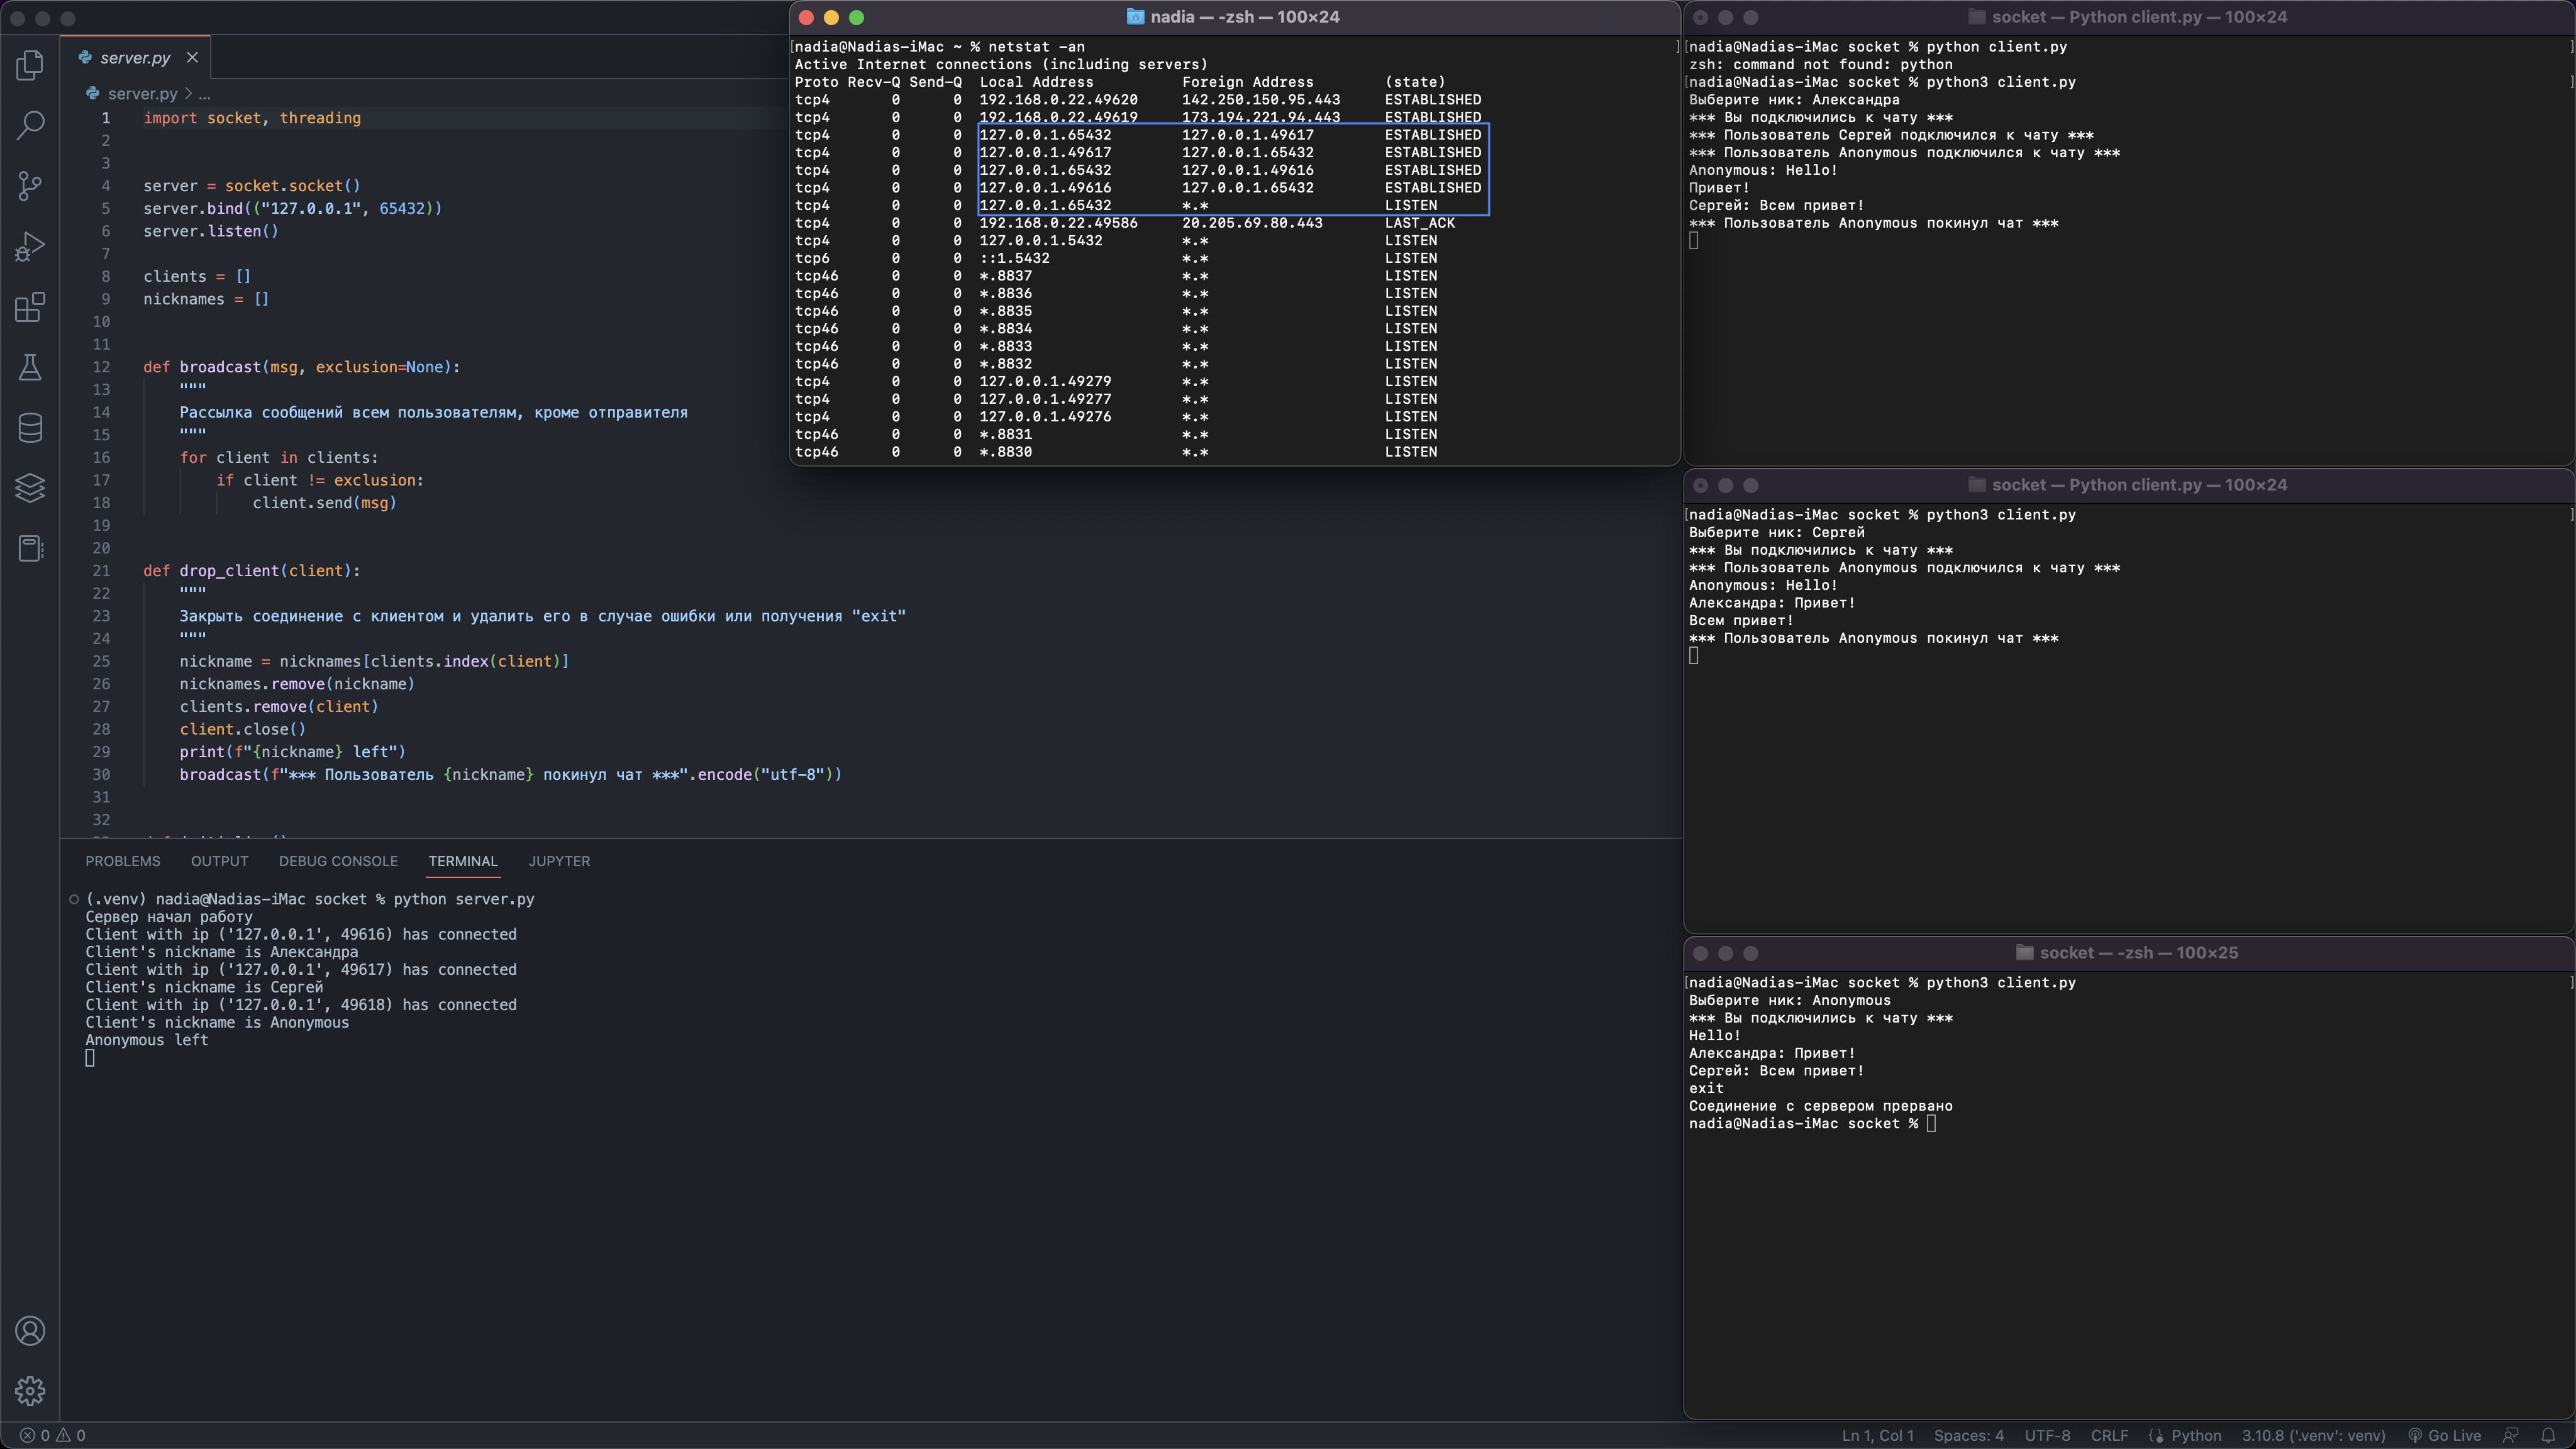 server.py
server.py > ...
1 import socket, threading
2
3
4 server = socket.socket()
5 server.bind(("127.0.0.1", 65432))
6 server.listen()
7
8 clients = []
9 nicknames = []
10
11
12 def broadcast(msg, exclusion=None):
13 """
14 Рассылка сообщений всем пользователям, кроме отправителя
15 """
16 for client in clients:
17 if client != exclusion:
18 client.send(msg)
19
20
21 def drop_client(client):
22 """
23 Закрыть соединение с клиентом и удалить его в случае ошибки или получения "exit"
24 """
25 nickname = nicknames[clients.index(client)]
26 nicknames.remove(nickname)
27 clients.remove(client)
28 client.close()
29 print(f"{nickname} left")
30 broadcast(f"*** Пользователь {nickname} покинул чат ***".encode("utf-8"))
31
32
PROBLEMS OUTPUT DEBUG CONSOLE TERMINAL JUPYTER
(.venv) nadia@Nadias-iMac socket % python server.py
Сервер начал работу
Client with ip ('127.0.0.1', 49616) has connected
Client's nickname is Александра
Client with ip ('127.0.0.1', 49617) has connected
Client's nickname is Сергей
Client with ip ('127.0.0.1', 49618) has connected
Client's nickname is Anonymous
Anonymous left
nadia — -zsh — 100×24
[nadia@Nadias-iMac ~ % netstat -an ]
Active Internet connections (including servers)
Proto Recv-Q Send-Q Local Address Foreign Address (state)
tcp4 0 0 192.168.0.22.49620 142.250.150.95.443 ESTABLISHED
tcp4 0 0 192.168.0.22.49619 173.194.221.94.443 ESTABLISHED
tcp4 0 0 127.0.0.1.65432 127.0.0.1.49617 ESTABLISHED
tcp4 0 0 127.0.0.1.49617 127.0.0.1.65432 ESTABLISHED
tcp4 0 0 127.0.0.1.65432 127.0.0.1.49616 ESTABLISHED
tcp4 0 0 127.0.0.1.49616 127.0.0.1.65432 ESTABLISHED
tcp4 0 0 127.0.0.1.65432 *.* LISTEN
tcp4 0 0 192.168.0.22.49586 20.205.69.80.443 LAST_ACK
tcp4 0 0 127.0.0.1.5432 *.* LISTEN
tcp6 0 0 ::1.5432 *.* LISTEN
tcp46 0 0 *.8837 *.* LISTEN
tcp46 0 0 *.8836 *.* LISTEN
tcp46 0 0 *.8835 *.* LISTEN
tcp46 0 0 *.8834 *.* LISTEN
tcp46 0 0 *.8833 *.* LISTEN
tcp46 0 0 *.8832 *.* LISTEN
tcp4 0 0 127.0.0.1.49279 *.* LISTEN
tcp4 0 0 127.0.0.1.49277 *.* LISTEN
tcp4 0 0 127.0.0.1.49276 *.* LISTEN
tcp46 0 0 *.8831 *.* LISTEN
tcp46 0 0 *.8830 *.* LISTEN
socket — Python client.py — 100×24
[nadia@Nadias-iMac socket % python client.py ]
zsh: command not found: python
[nadia@Nadias-iMac socket % python3 client.py ]
Выберите ник: Александра
*** Вы подключились к чату ***
*** Пользователь Сергей подключился к чату ***
*** Пользователь Anonymous подключился к чату ***
Anonymous: Hello!
Привет!
Сергей: Всем привет!
*** Пользователь Anonymous покинул чат ***
socket — Python client.py — 100×24
[nadia@Nadias-iMac socket % python3 client.py ]
Выберите ник: Сергей
*** Вы подключились к чату ***
*** Пользователь Anonymous подключился к чату ***
Anonymous: Hello!
Александра: Привет!
Всем привет!
*** Пользователь Anonymous покинул чат ***
socket — -zsh — 100×25
[nadia@Nadias-iMac socket % python3 client.py ]
Выберите ник: Anonymous
*** Вы подключились к чату ***
Hello!
Александра: Привет!
Сергей: Всем привет!
exit
Соединение с сервером прервано
nadia@Nadias-iMac socket %
0 0 Ln 1, Col 1 Spaces: 4 UTF-8 CRLF Python 3.10.8 ('.venv': venv) Go Live